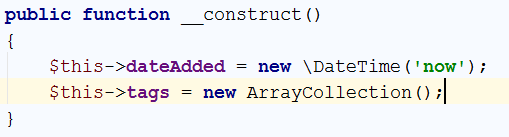 public function __construct()
{
    $this->dateAdded = new \DateTime('now');
    $this->tags = new ArrayCollection();
}